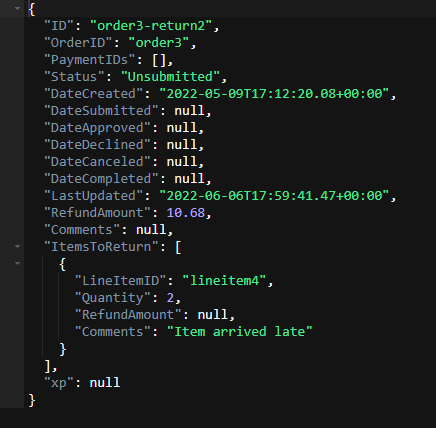 {
  "ID": "order3-return2",
  "OrderID": "order3",
  "PaymentIDs": [],
  "Status": "Unsubmitted",
  "DateCreated": "2022-05-09T17:12:20.08+00:00",
  "DateSubmitted": null,
  "DateApproved": null,
  "DateDeclined": null,
  "DateCanceled": null,
  "DateCompleted": null,
  "LastUpdated": "2022-06-06T17:59:41.47+00:00",
  "RefundAmount": 10.68,
  "Comments": null,
  "ItemsToReturn": [
    {
      "LineItemID": "lineitem4",
      "Quantity": 2,
      "RefundAmount": null,
      "Comments": "Item arrived late"
    }
  ],
  "xp": null
}